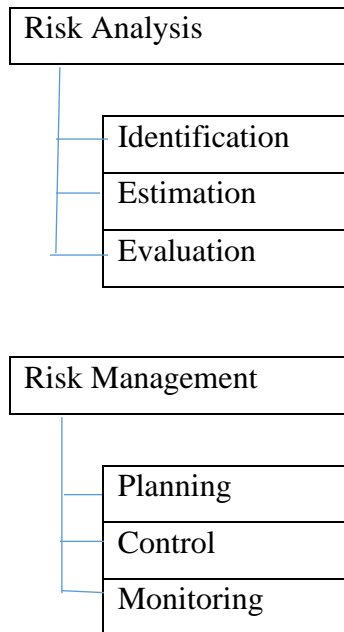 Risk Analysis
Identification
Estimation
Evaluation
Risk Management
Planning
Control
Monitoring